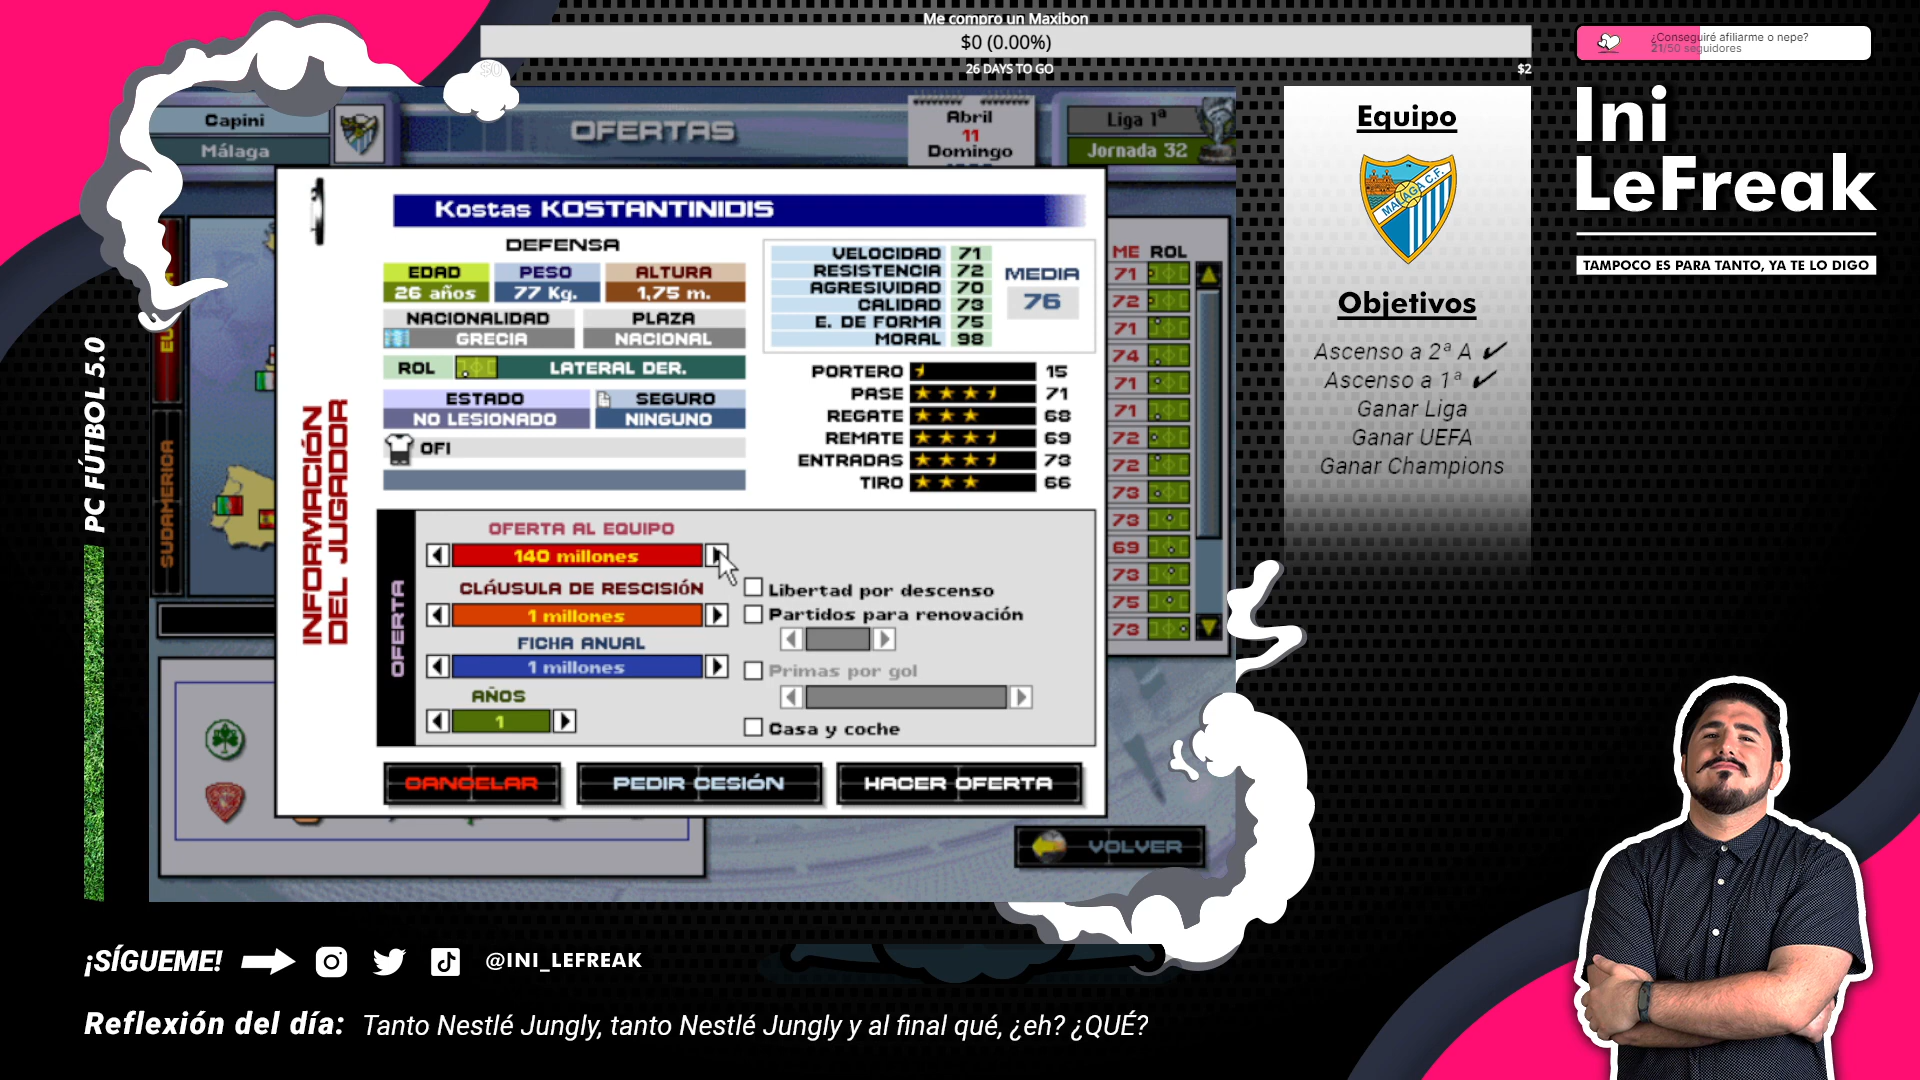 Me compro un Maxibon
$0 (0.00%)
$0
26 DAYS TO GO
$2
¿Conseguiré afiliarme o nepe?
21/50 seguidores
Ini
LeFreak
TAMPOCO ES PARA TANTO, YA TE LO DIGO
Capini
Málaga
OFERTAS
Abril
11
Domingo
Liga 1ª
Jornada 32
Equipo
MALAGA C.F.
Objetivos
Ascenso a 2ª A ✔
Ascenso a 1ª ✔
Ganar Liga
Ganar UEFA
Ganar Champions
PC FÚTBOL 5.0
SUDAMERICA
INFORMACIÓN
DEL JUGADOR
Kostas KOSTANTINIDIS
DEFENSA
EDAD PESO ALTURA
26 años 77 Kg. 1,75 m.
NACIONALIDAD PLAZA
GRECIA NACIONAL
ROL LATERAL DER.
ESTADO SEGURO
NO LESIONADO NINGUNO
OFI
VELOCIDAD 71
RESISTENCIA 72
AGRESIVIDAD 70
CALIDAD 73
E. DE FORMA 75
MORAL 98
MEDIA
76
PORTERO 15
PASE 71
REGATE 68
REMATE 69
ENTRADAS 73
TIRO 66
ME ROL
71
72
71
74
71
71
72
72
73
73
69
73
75
73
OFERTA
OFERTA AL EQUIPO
140 millones
CLÁUSULA DE RESCISIÓN
1 millones
FICHA ANUAL
1 millones
AÑOS
1
Libertad por descenso
Partidos para renovación
Primas por gol
Casa y coche
CANCELAR
PEDIR CESIÓN
HACER OFERTA
VOLVER
¡SÍGUEME!
@INI_LEFREAK
Reflexión del día: Tanto Nestlé Jungly, tanto Nestlé Jungly y al final qué, ¿eh? ¿QUÉ?